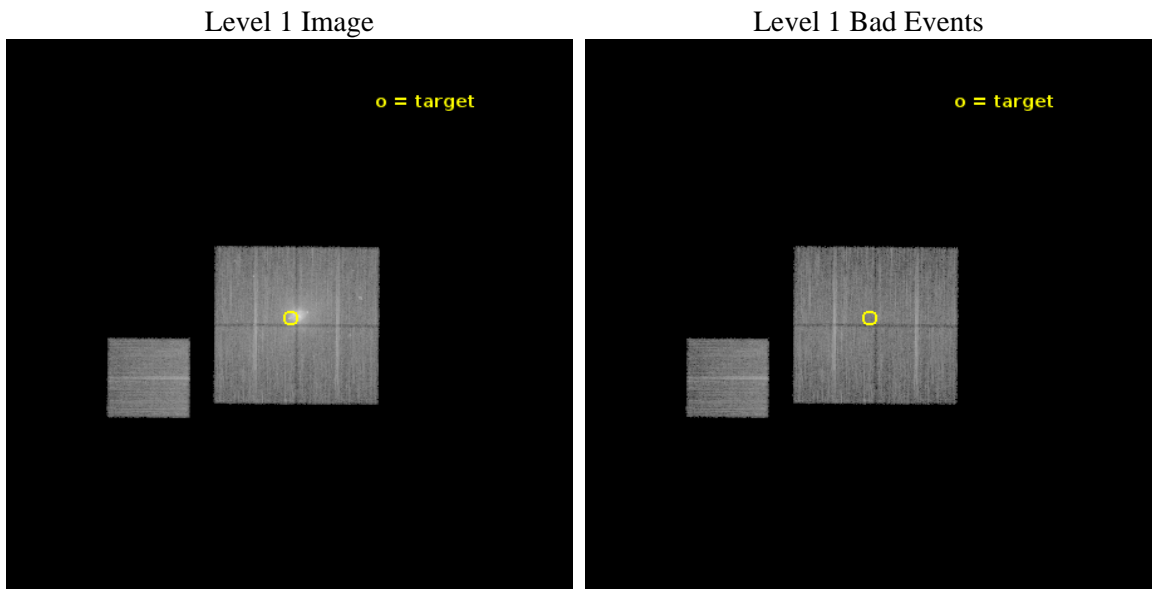 Level 1 Image
Level 1 Bad Events
o = target
o = target